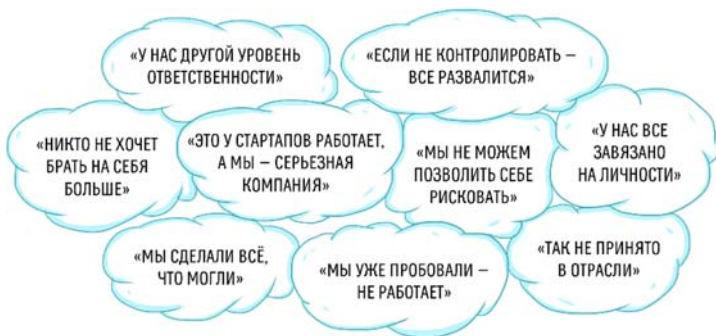 «У НАС ДРУГОЙ УРОВЕНЬ
ОТВЕТСТВЕННОСТИ»
«ЕСЛИ НЕ КОНТРОЛИРОВАТЬ –
ВСЕ РАЗВАЛИТСЯ»
«НИКТО НЕ ХОЧЕТ
БРАТЬ НА СЕБЯ
БОЛЬШЕ»
«ЭТО У СТАРТАПОВ РАБОТАЕТ,
А МЫ – СЕРЬЕЗНАЯ
КОМПАНИЯ»
«МЫ НЕ МОЖЕМ
ПОЗВОЛИТЬ СЕБЕ
РИСКОВАТЬ»
«У НАС ВСЕ
ЗАВЯЗАНО
НА ЛИЧНОСТИ»
«МЫ СДЕЛАЛИ ВСЁ,
ЧТО МОГЛИ»
«МЫ УЖЕ ПРОБОВАЛИ –
НЕ РАБОТАЕТ»
«ТАК НЕ ПРИНЯТО
В ОТРАСЛИ»